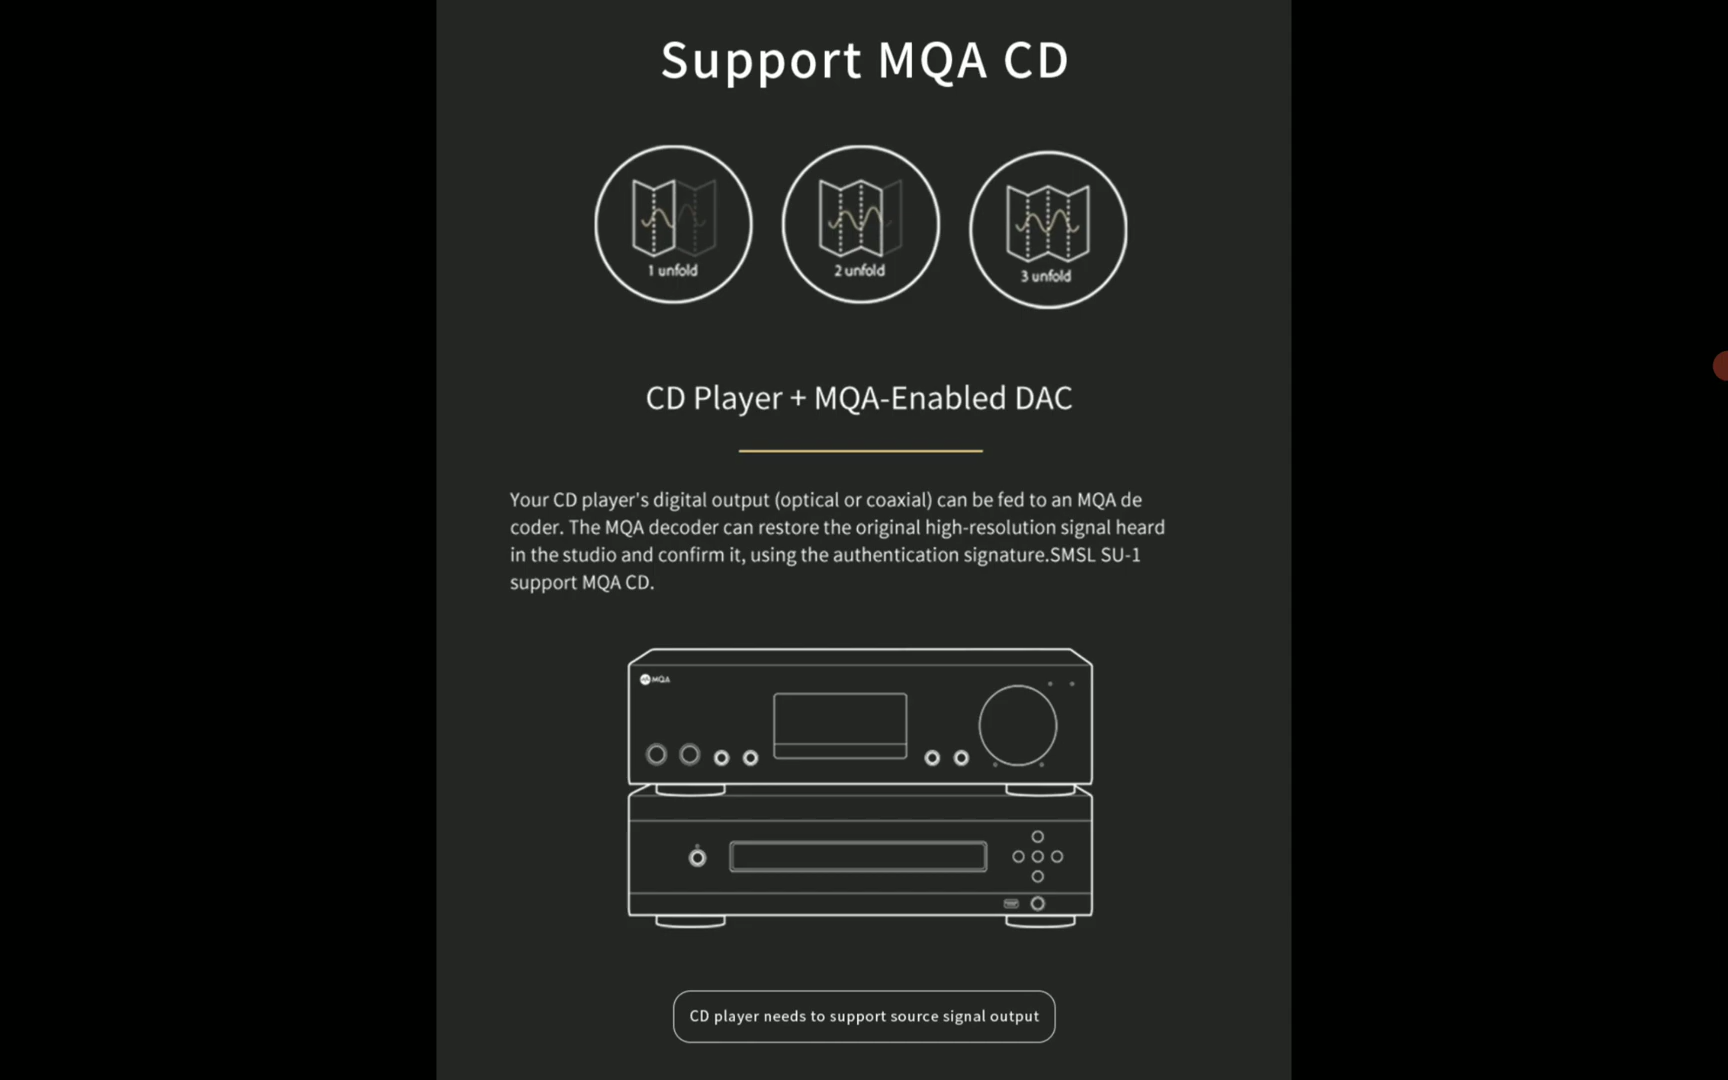 Support MQA CD
1 unfold
2 unfold
3 unfold
CD Player + MQA-Enabled DAC
Your CD player's digital output (optical or coaxial) can be fed to an MQA de
coder. The MQA decoder can restore the original high-resolution signal heard
in the studio and confirm it, using the authentication signature.SMSL SU-1
support MQA CD.
MQA
CD player needs to support source signal output